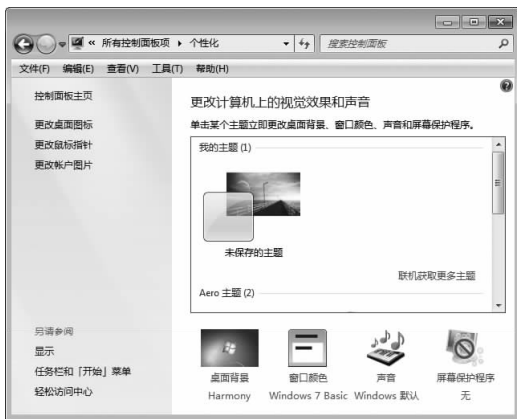 « 所有控制面板项 ▸ 个性化
搜索控制面板
文件(F) 编辑(E) 查看(V) 工具(T) 帮助(H)
控制面板主页
更改桌面图标
更改鼠标指针
更改帐户图片
更改计算机上的视觉效果和声音
单击某个主题立即更改桌面背景、窗口颜色、声音和屏幕保护程序。
我的主题 (1)
未保存的主题
联机获取更多主题
Aero 主题 (2)
另请参阅
显示
任务栏和「开始」菜单
轻松访问中心
桌面背景 窗口颜色 声音 屏幕保护程序
Harmony Windows 7 Basic Windows 默认 无